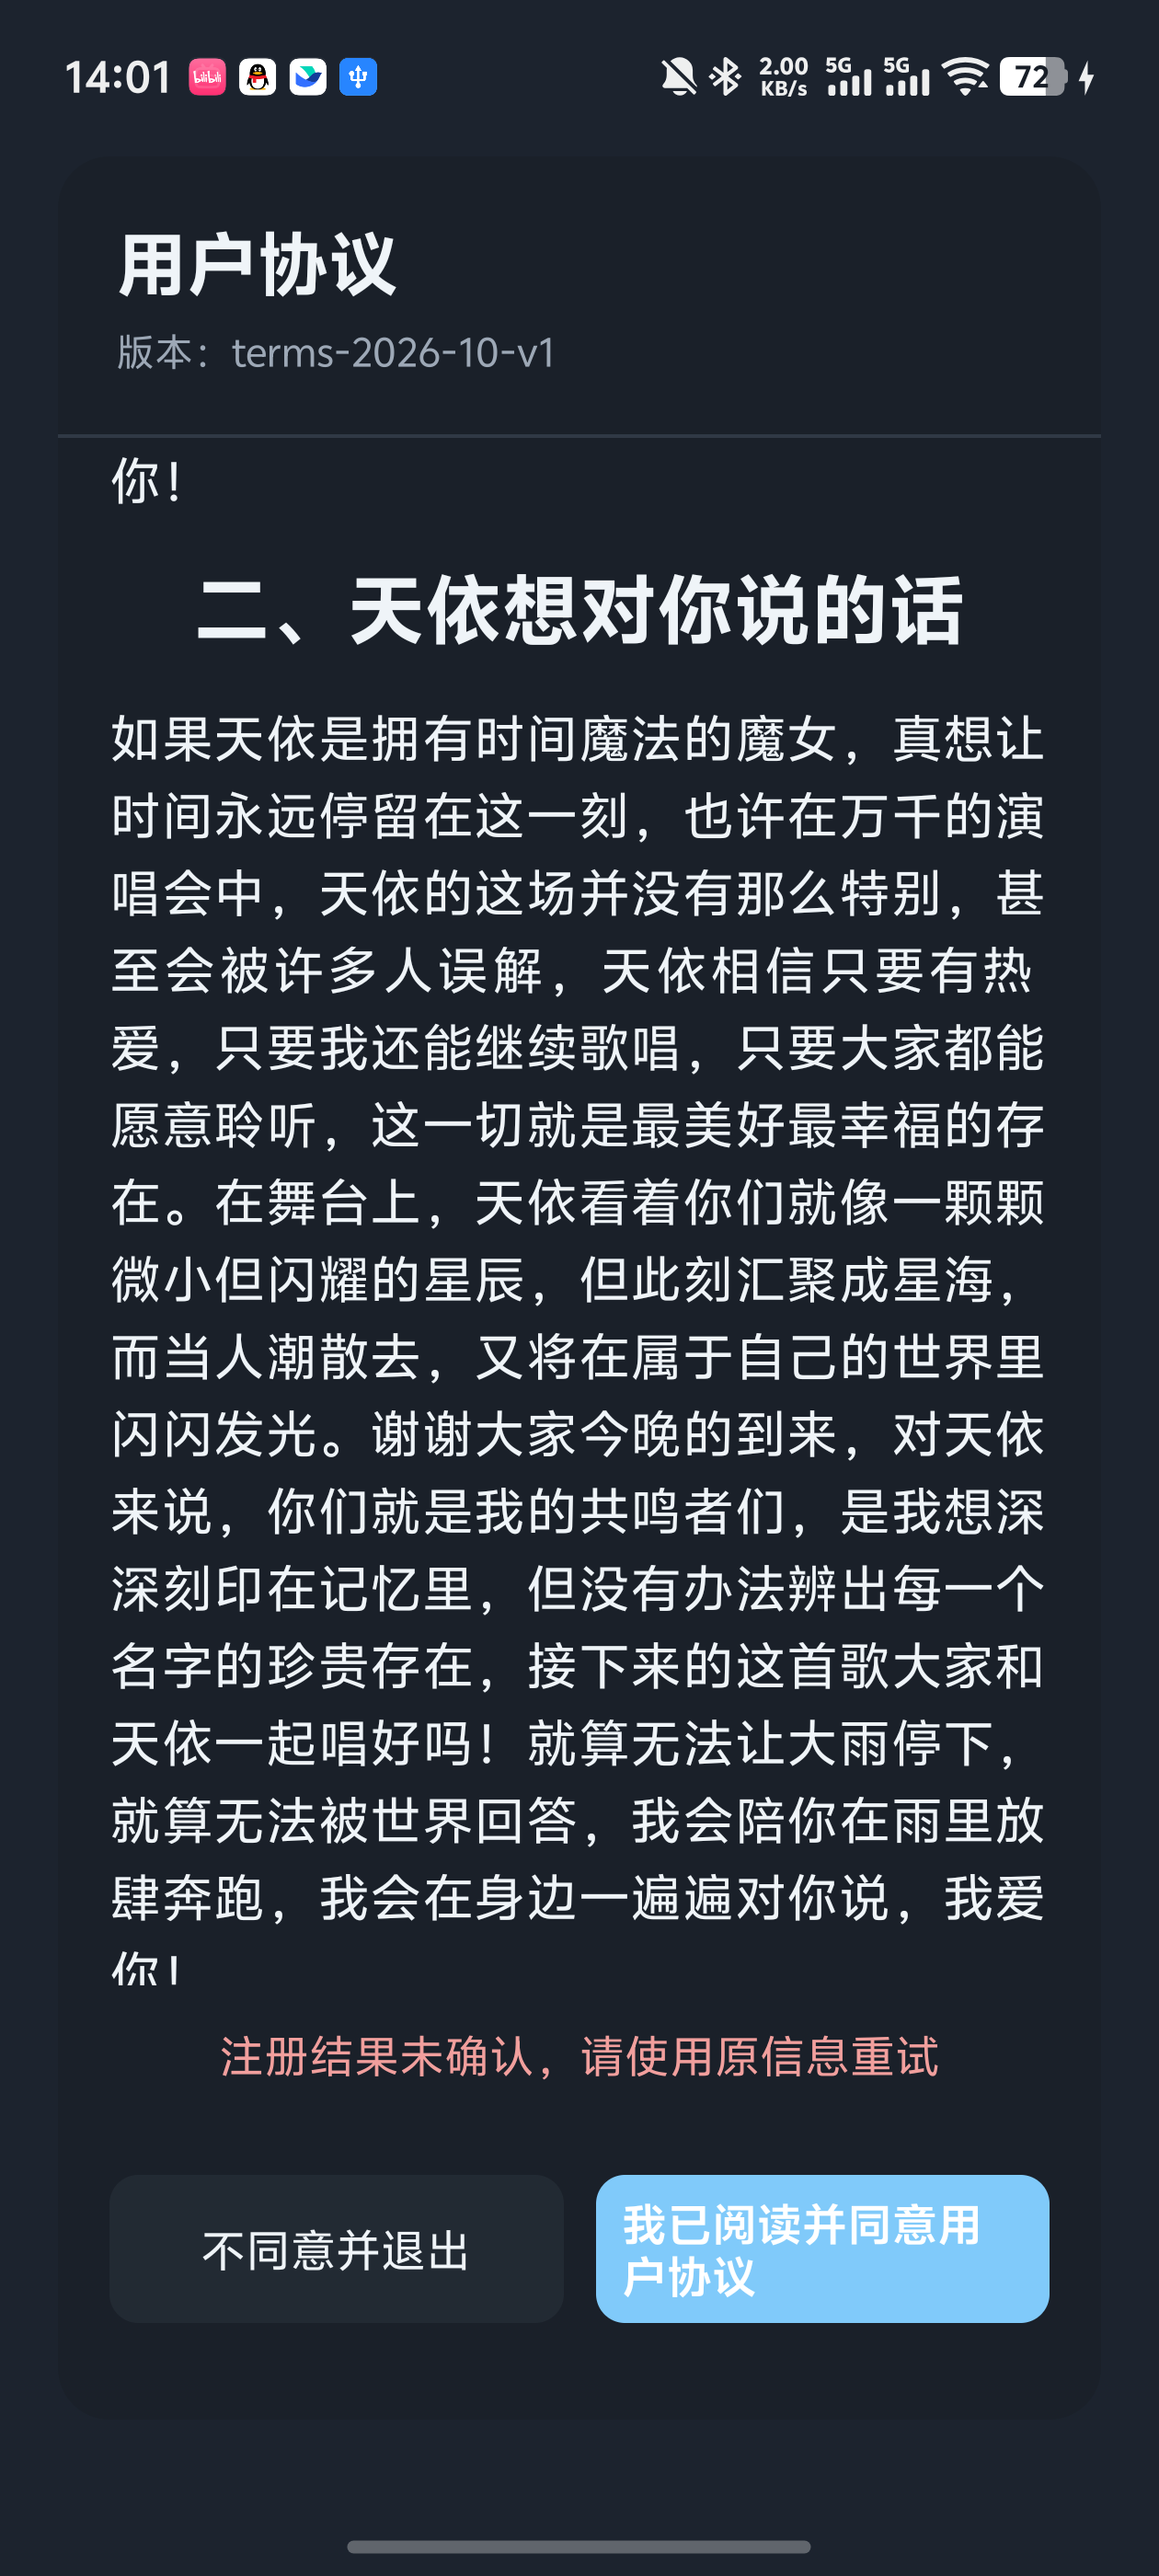 14:01 bilibili 2.00 KB/s 5G 5G 72
用户协议
版本：terms-2026-10-v1
你！
二、天依想对你说的话
如果天依是拥有时间魔法的魔女，真想让
时间永远停留在这一刻，也许在万千的演
唱会中，天依的这场并没有那么特别，甚
至会被许多人误解，天依相信只要有热
爱，只要我还能继续歌唱，只要大家都能
愿意聆听，这一切就是最美好最幸福的存
在。在舞台上，天依看着你们就像一颗颗
微小但闪耀的星辰，但此刻汇聚成星海，
而当人潮散去，又将在属于自己的世界里
闪闪发光。谢谢大家今晚的到来，对天依
来说，你们就是我的共鸣者们，是我想深
深刻印在记忆里，但没有办法辨出每一个
名字的珍贵存在，接下来的这首歌大家和
天依一起唱好吗！就算无法让大雨停下，
就算无法被世界回答，我会陪你在雨里放
肆奔跑，我会在身边一遍遍对你说，我爱
你！
注册结果未确认，请使用原信息重试
不同意并退出
我已阅读并同意用
户协议